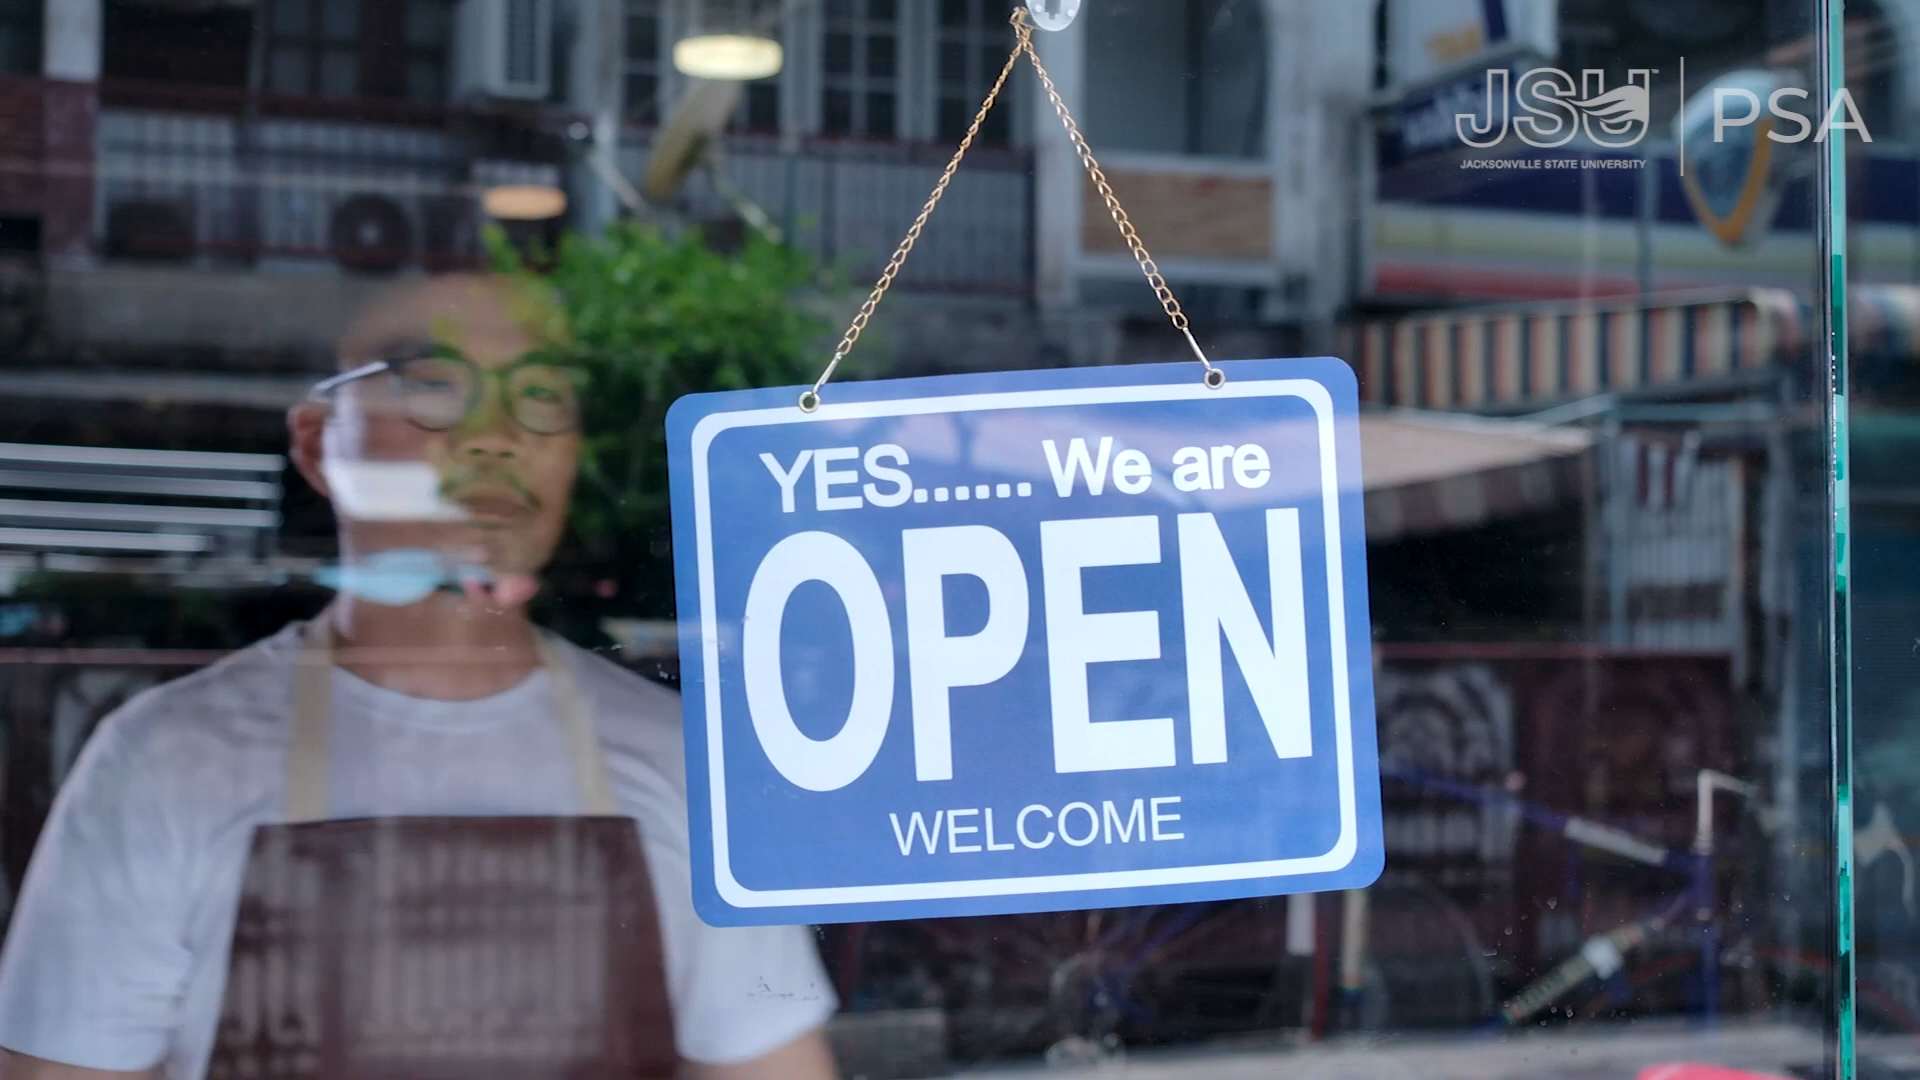 JSU
JACKSONVILLE STATE UNIVERSITY
PSA
YES...... We are
OPEN
WELCOME